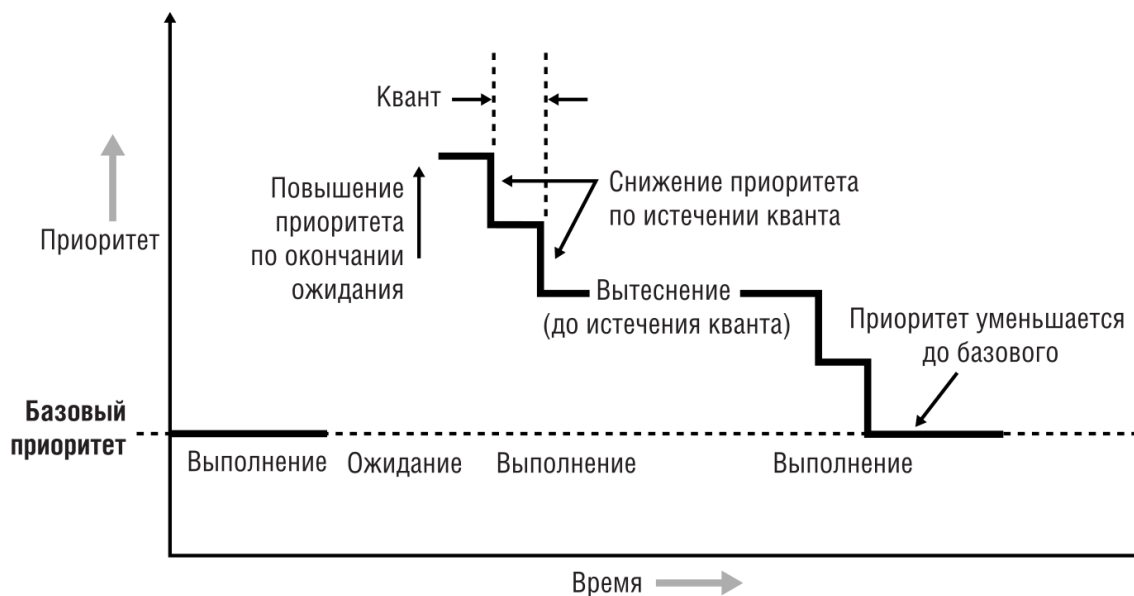 Квант
Повышение
приоритета
по окончании
ожидания
Снижение приоритета
по истечении кванта
Приоритет
Вытеснение
(до истечения кванта)
Приоритет уменьшается
до базового
Базовый
приоритет
Выполнение
Ожидание
Выполнение
Выполнение
Время